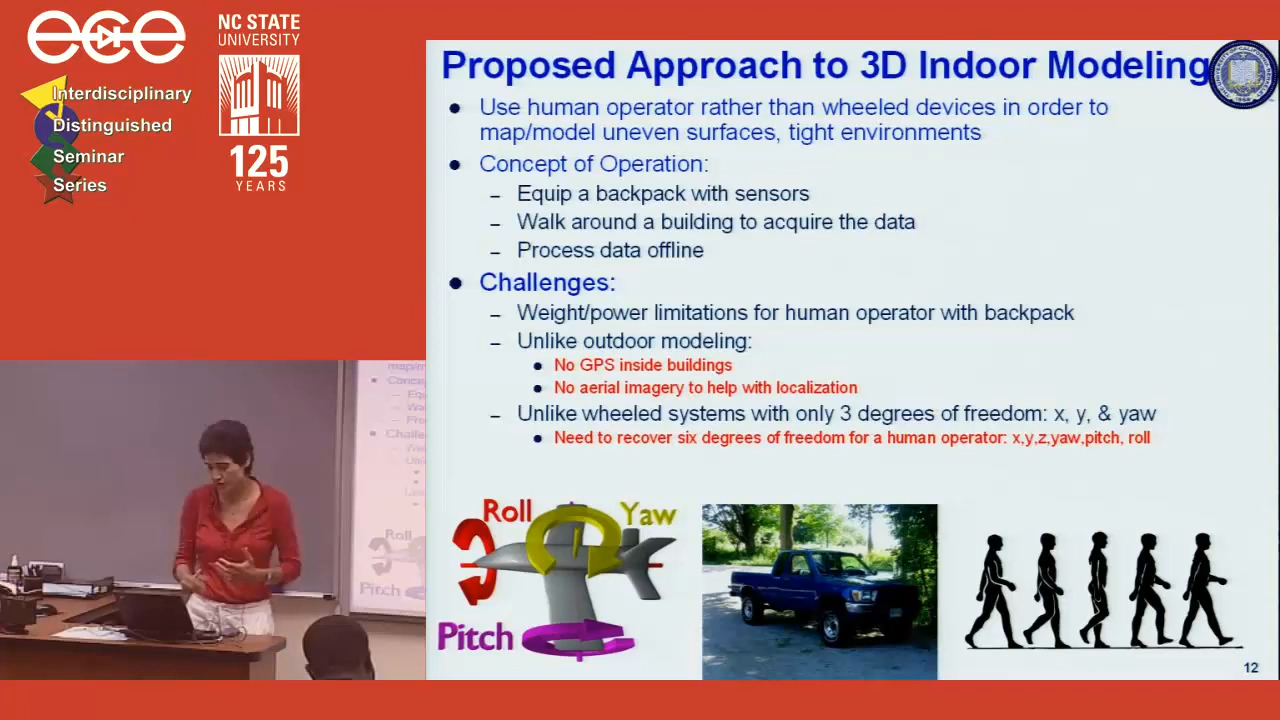 ece
Interdisciplinary
Distinguished
Seminar
Series
NC STATE
UNIVERSITY
125
YEARS
Proposed Approach to 3D Indoor Modeling
• Use human operator rather than wheeled devices in order to
map/model uneven surfaces, tight environments
• Concept of Operation:
– Equip a backpack with sensors
– Walk around a building to acquire the data
– Process data offline
• Challenges:
– Weight/power limitations for human operator with backpack
– Unlike outdoor modeling:
• No GPS inside buildings
• No aerial imagery to help with localization
– Unlike wheeled systems with only 3 degrees of freedom: x, y, & yaw
• Need to recover six degrees of freedom for a human operator: x,y,z,yaw,pitch, roll
Roll
Yaw
Pitch
12
Roll
Pitch